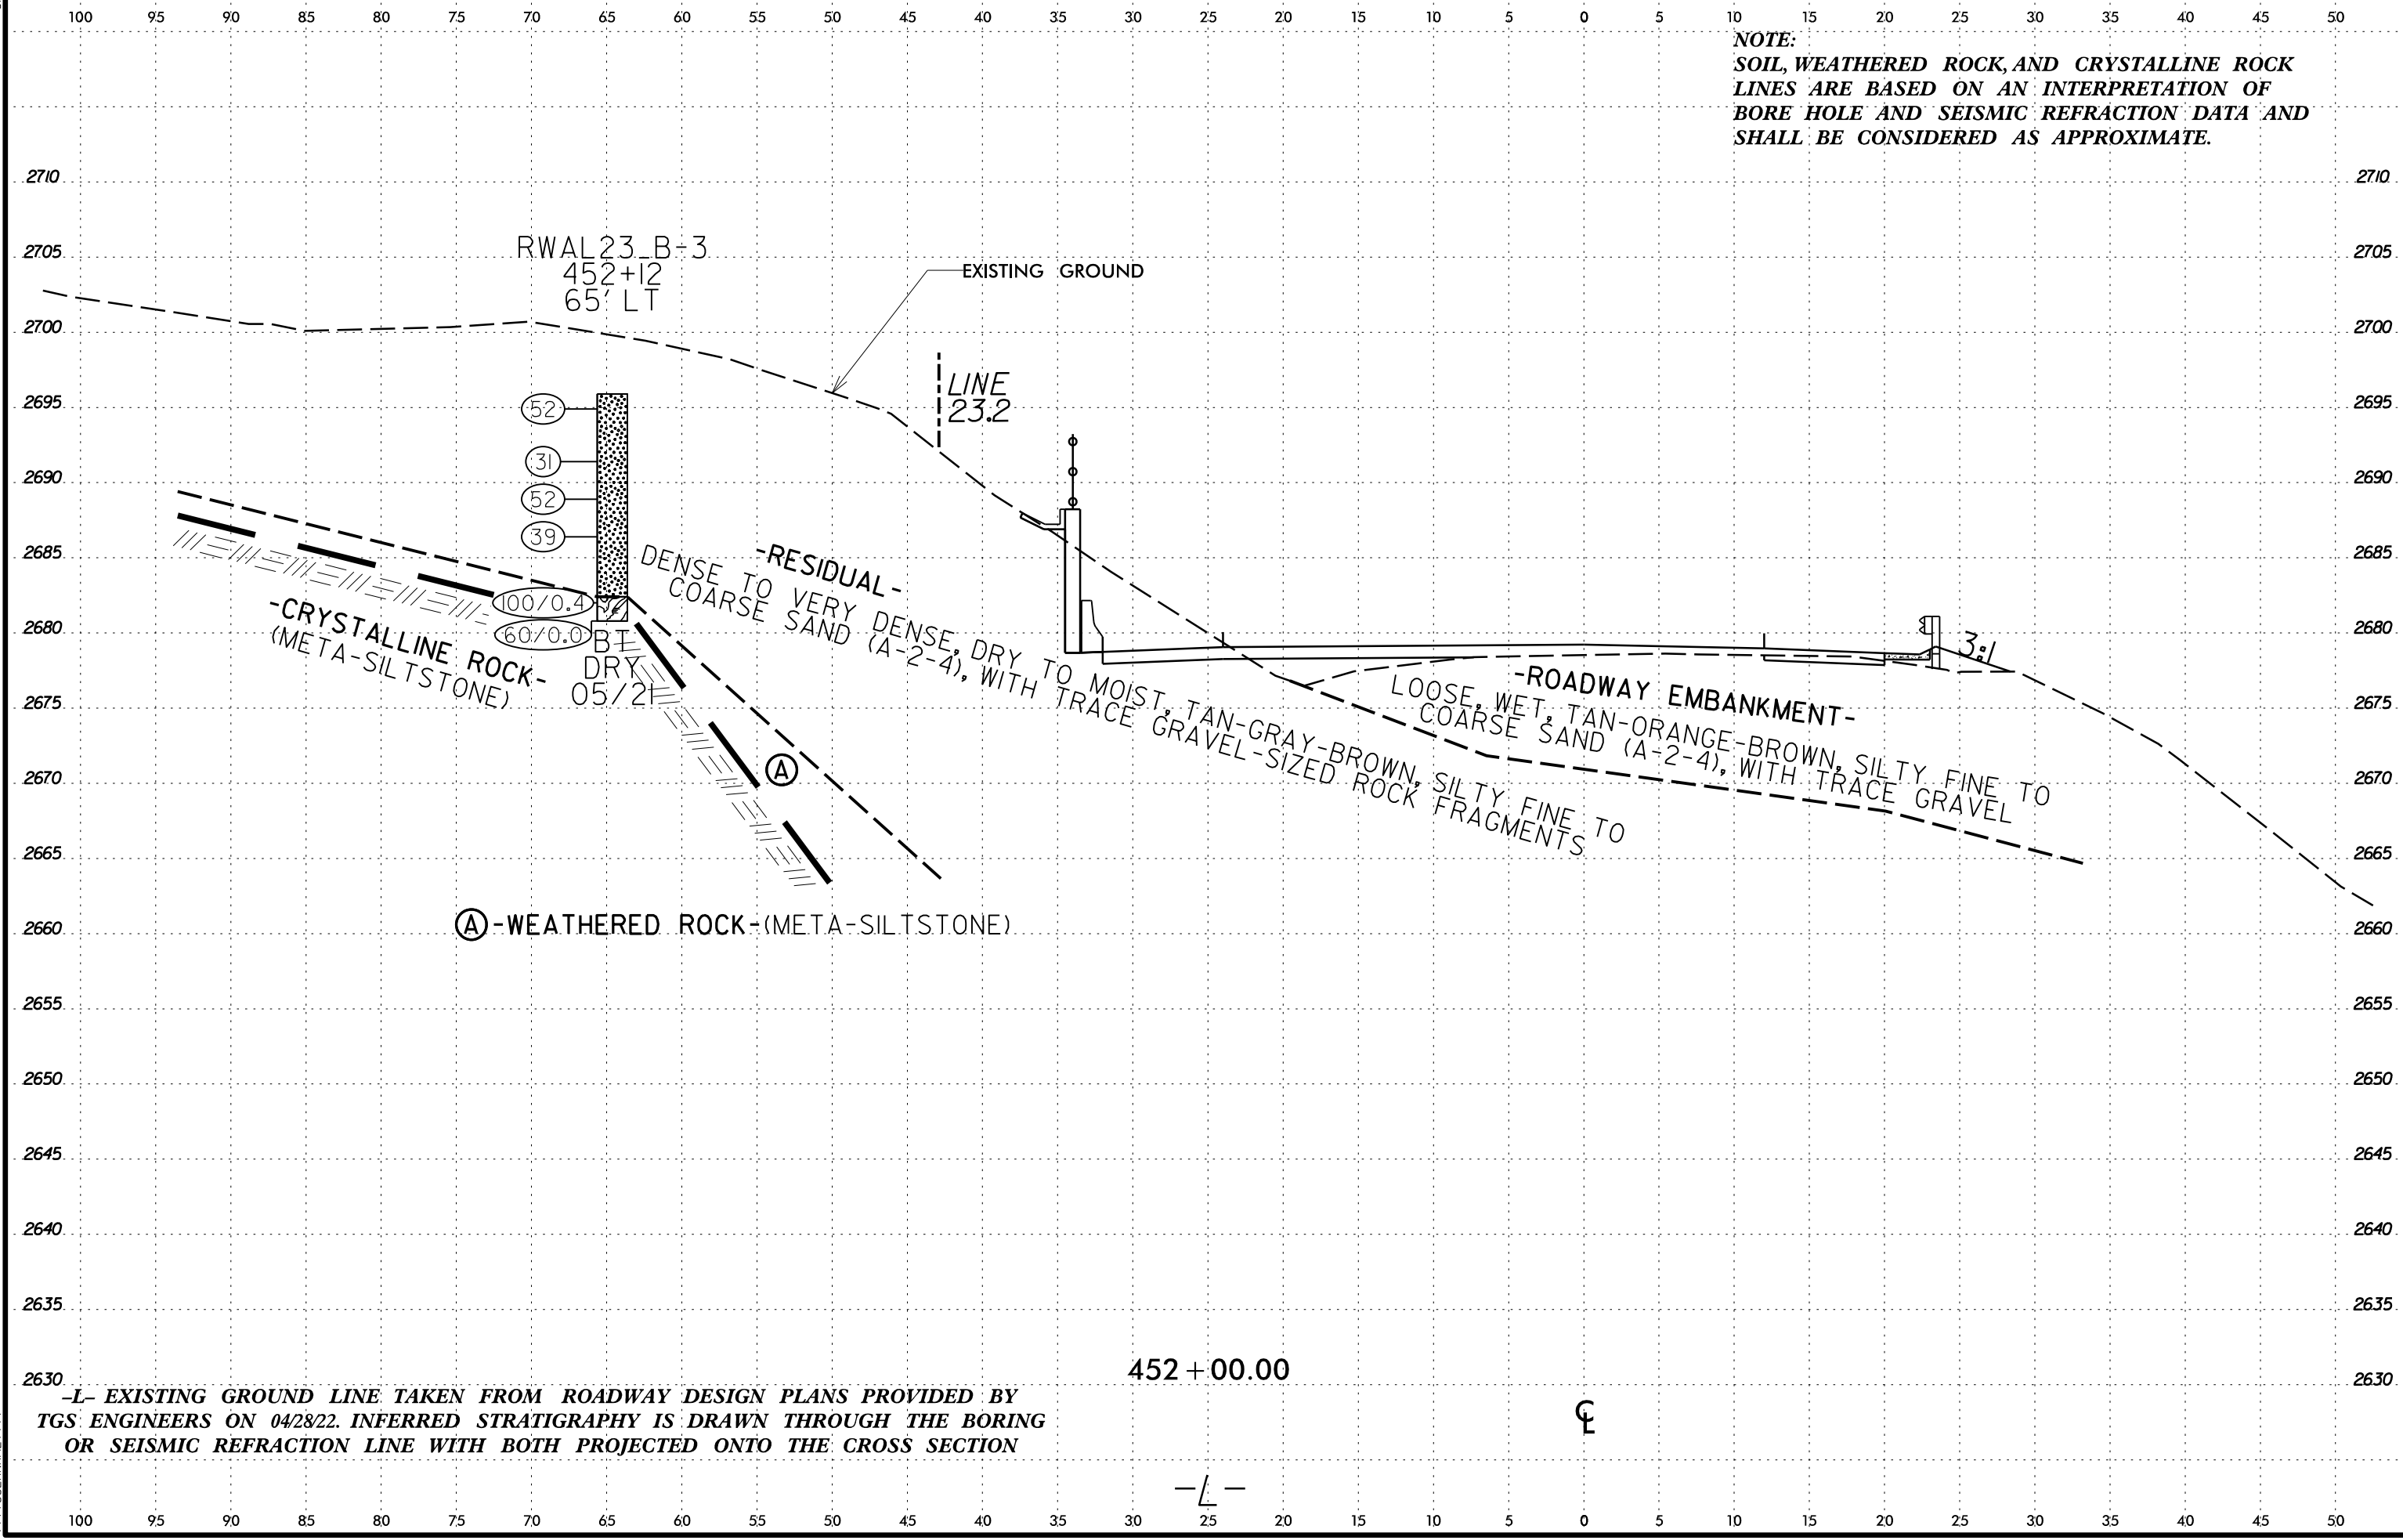 100 95 90 85 80 75 70 65 60 55 50 45 40 35 30 25 20 15 10 5 0 5 10 15 20 25 30 35 40 45 50
NOTE:
SOIL, WEATHERED ROCK, AND CRYSTALLINE ROCK
LINES ARE BASED ON AN INTERPRETATION OF
BORE HOLE AND SEISMIC REFRACTION DATA AND
SHALL BE CONSIDERED AS APPROXIMATE.
2710 2710
2705 2705
RWAL23_B-3
452+12
65' LT
EXISTING GROUND
2700 2700
LINE
23.2
2695 2695
52
31
2690 2690
52
39
2685 2685
100/0.4
60/0.0
2680 2680
BT
DRY
05/21
3:1
-RESIDUAL-
DENSE TO VERY DENSE, DRY TO MOIST, TAN-GRAY-BROWN, SILTY FINE TO
COARSE SAND (A-2-4), WITH TRACE GRAVEL-SIZED ROCK FRAGMENTS
-CRYSTALLINE ROCK-
(META-SILTSTONE)
-ROADWAY EMBANKMENT-
LOOSE, WET, TAN-ORANGE-BROWN, SILTY FINE TO
COARSE SAND (A-2-4), WITH TRACE GRAVEL
2675 2675
2670 2670
A
2665 2665
A -WEATHERED ROCK-(META-SILTSTONE)
2660 2660
2655 2655
2650 2650
2645 2645
2640 2640
2635 2635
452+00.00
2630 2630
-L- EXISTING GROUND LINE TAKEN FROM ROADWAY DESIGN PLANS PROVIDED BY
TGS ENGINEERS ON 04/28/22. INFERRED STRATIGRAPHY IS DRAWN THROUGH THE BORING
OR SEISMIC REFRACTION LINE WITH BOTH PROJECTED ONTO THE CROSS SECTION
℄
-L-
100 95 90 85 80 75 70 65 60 55 50 45 40 35 30 25 20 15 10 5 0 5 10 15 20 25 30 35 40 45 50